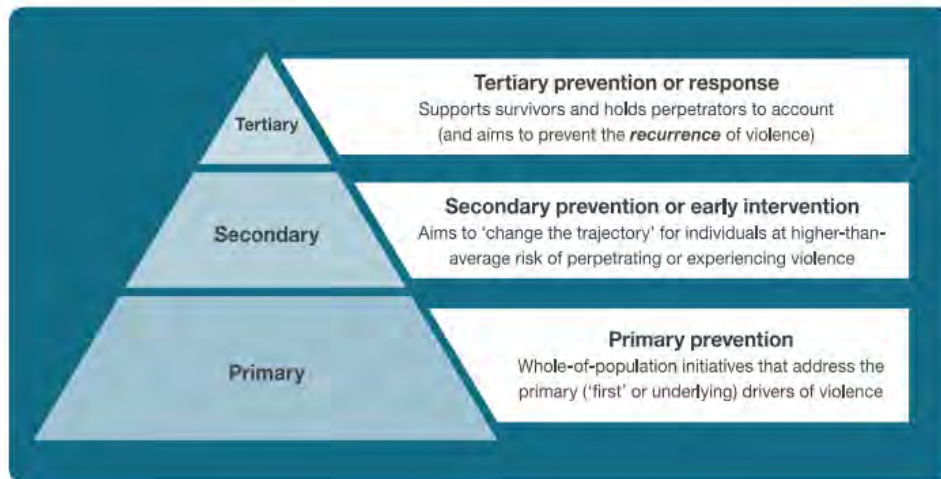 Tertiary
Tertiary prevention or response
Supports survivors and holds perpetrators to account
(and aims to prevent the recurrence of violence)
Secondary
Secondary prevention or early intervention
Aims to ‘change the trajectory’ for individuals at higher-than-
average risk of perpetrating or experiencing violence
Primary
Primary prevention
Whole-of-population initiatives that address the
primary (‘first’ or underlying) drivers of violence